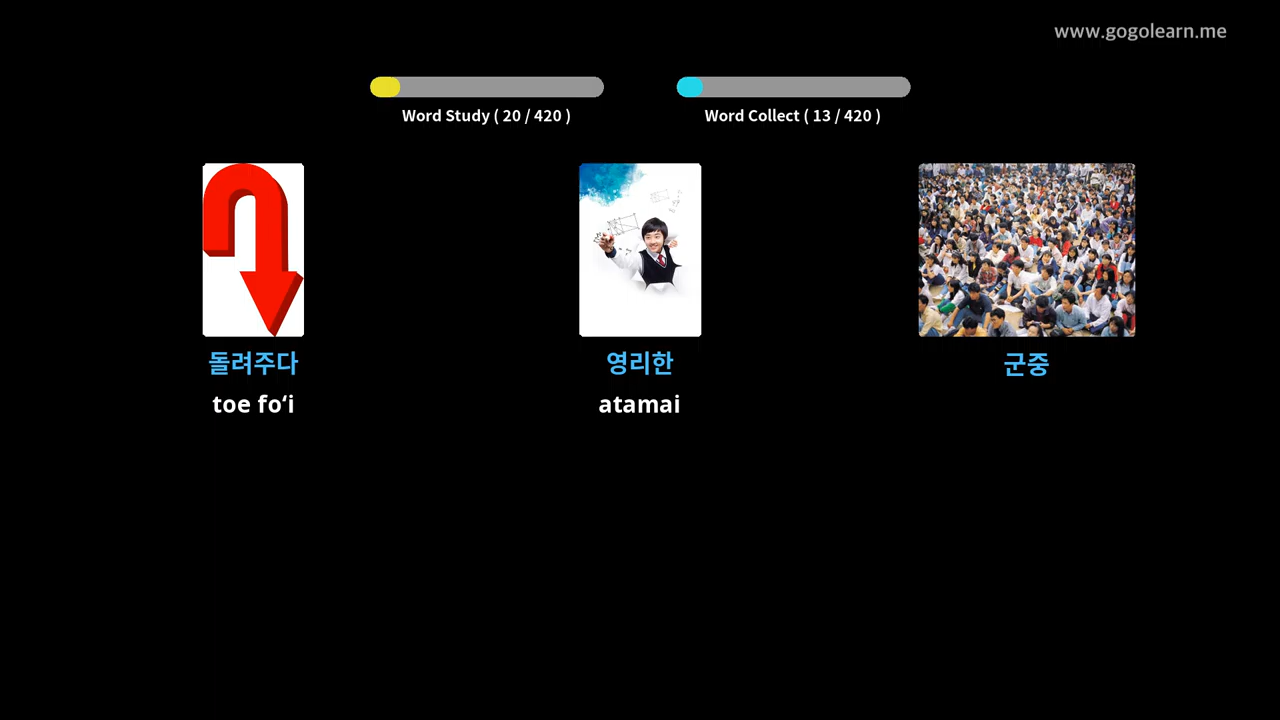 www.gogolearn.me
Word Study ( 20 / 420 )
Word Collect ( 13 / 420 )
돌려주다
영리한
군중
toe foʻi
atamai